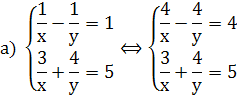 a) { 1/x - 1/y = 1 ⇔ { 4/x - 4/y = 4
{ 3/x + 4/y = 5 { 3/x + 4/y = 5